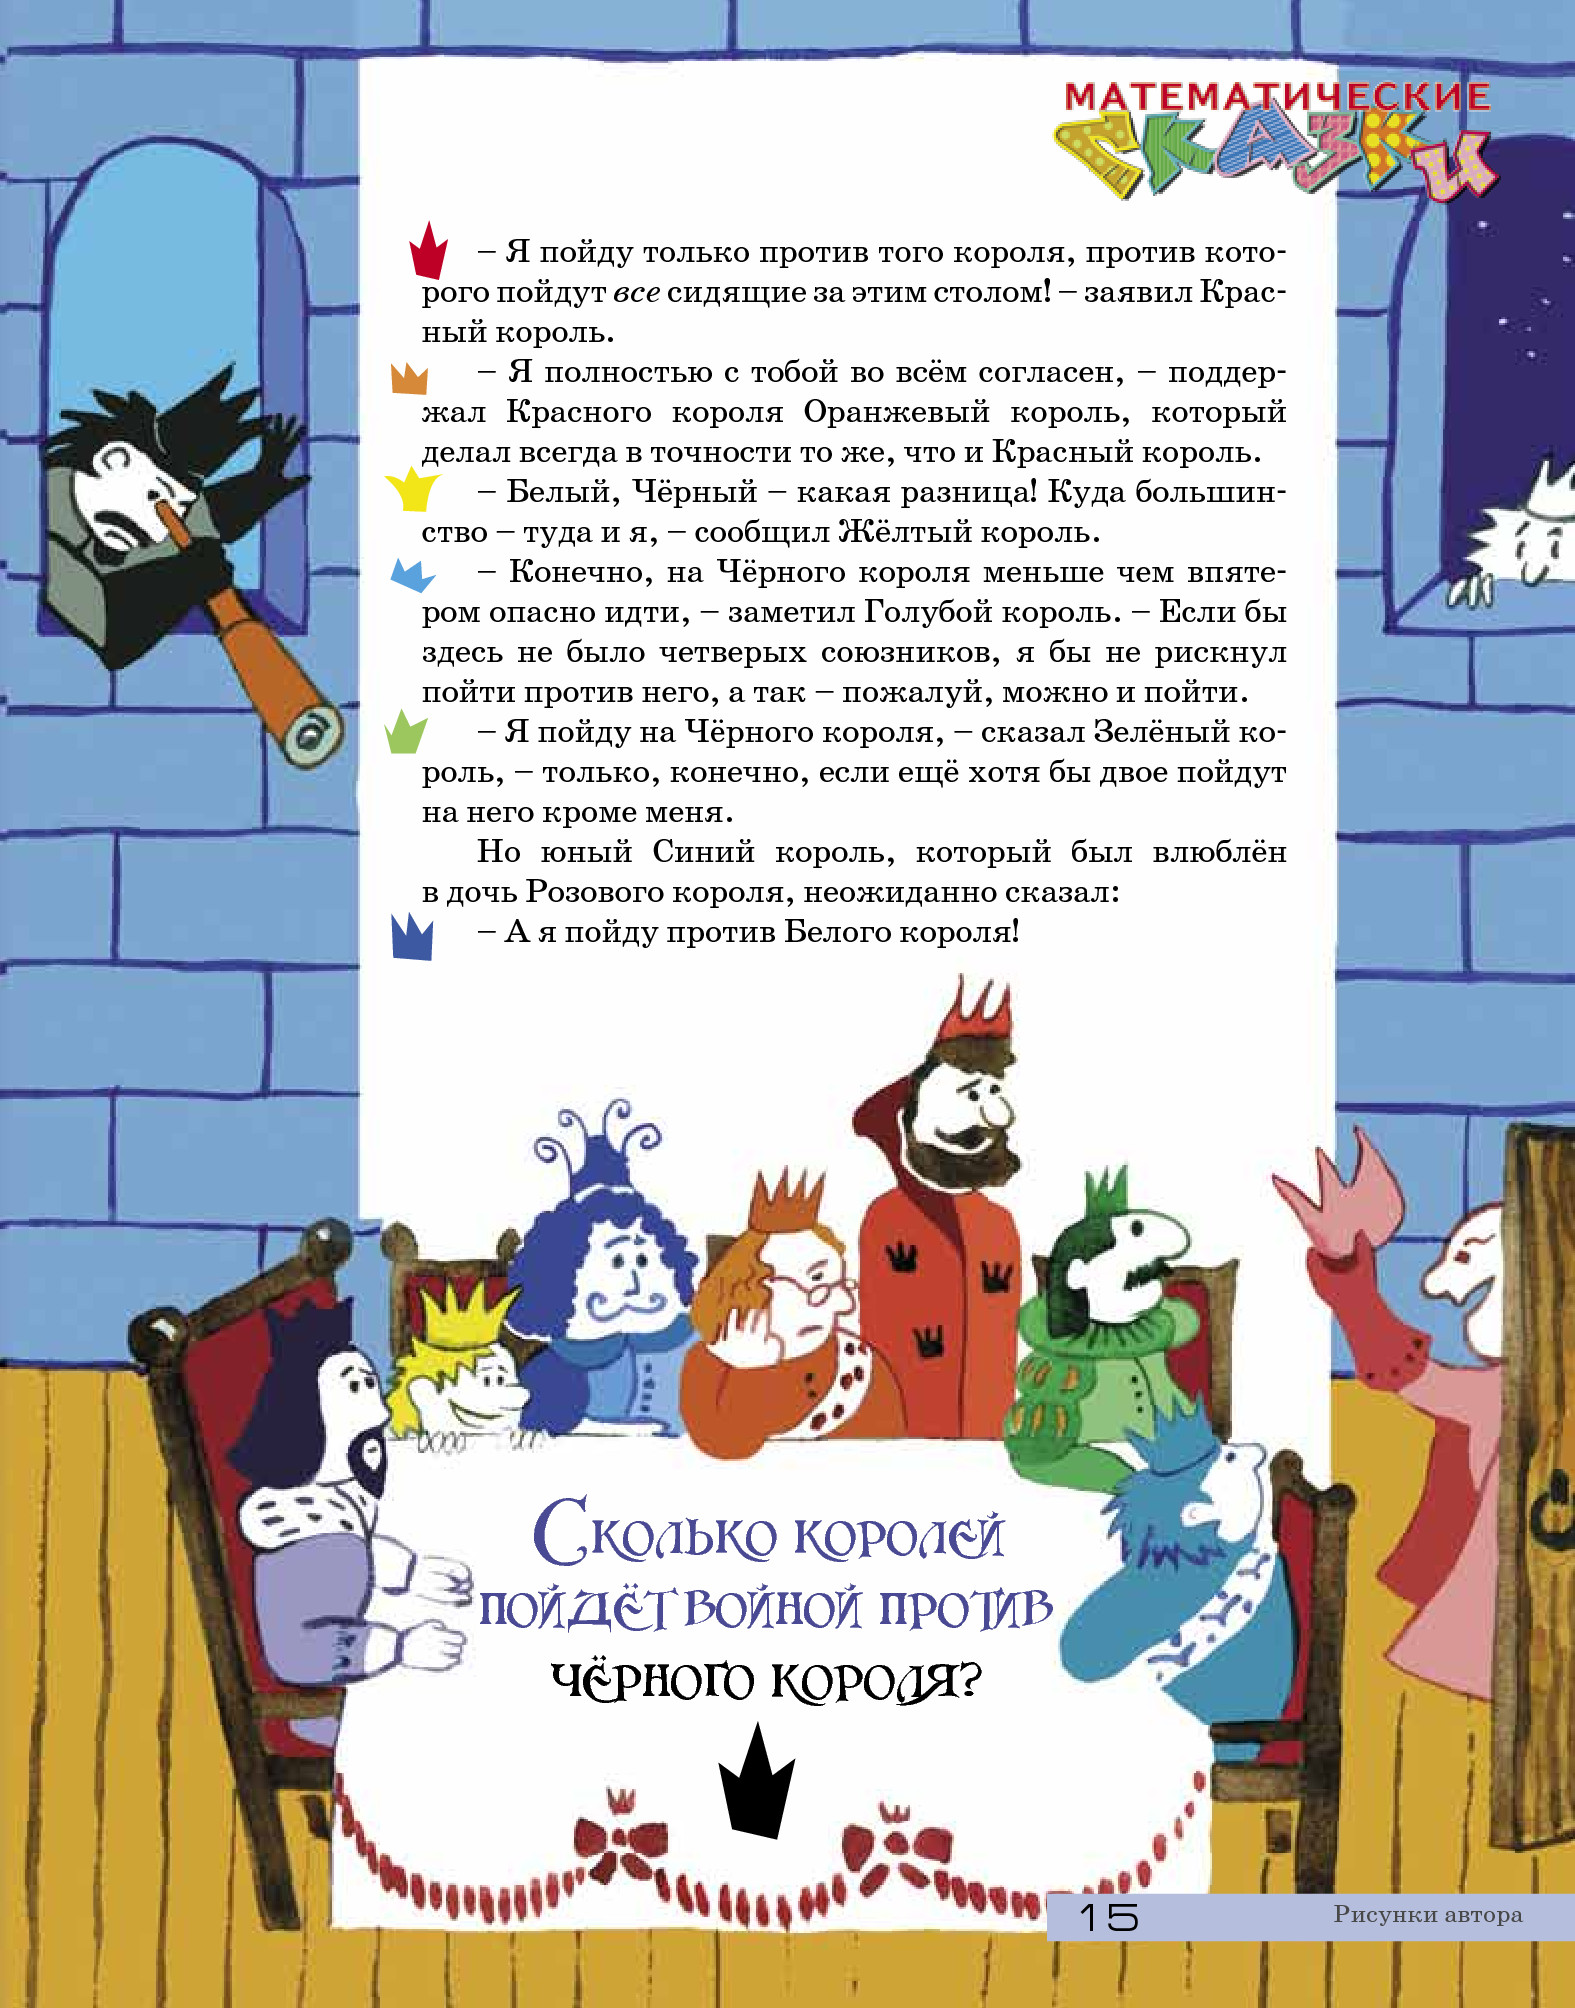 МАТЕМАТИЧЕСКИЕ
СКАЗКИ
– Я пойду только против того короля, против кото-
рого пойдут все сидящие за этим столом! – заявил Крас-
ный король.
– Я полностью с тобой во всём согласен, – поддер-
жал Красного короля Оранжевый король, который
делал всегда в точности то же, что и Красный король.
– Белый, Чёрный – какая разница! Куда большин-
ство – туда и я, – сообщил Жёлтый король.
– Конечно, на Чёрного короля меньше чем впяте-
ром опасно идти, – заметил Голубой король. – Если бы
здесь не было четверых союзников, я бы не рискнул
пойти против него, а так – пожалуй, можно и пойти.
– Я пойду на Чёрного короля, – сказал Зелёный ко-
роль, – только, конечно, если ещё хотя бы двое пойдут
на него кроме меня.
Но юный Синий король, который был влюблён
в дочь Розового короля, неожиданно сказал:
– А я пойду против Белого короля!
Сколько королей
пойдёт войной против
чёрного короля?
15
Рисунки автора